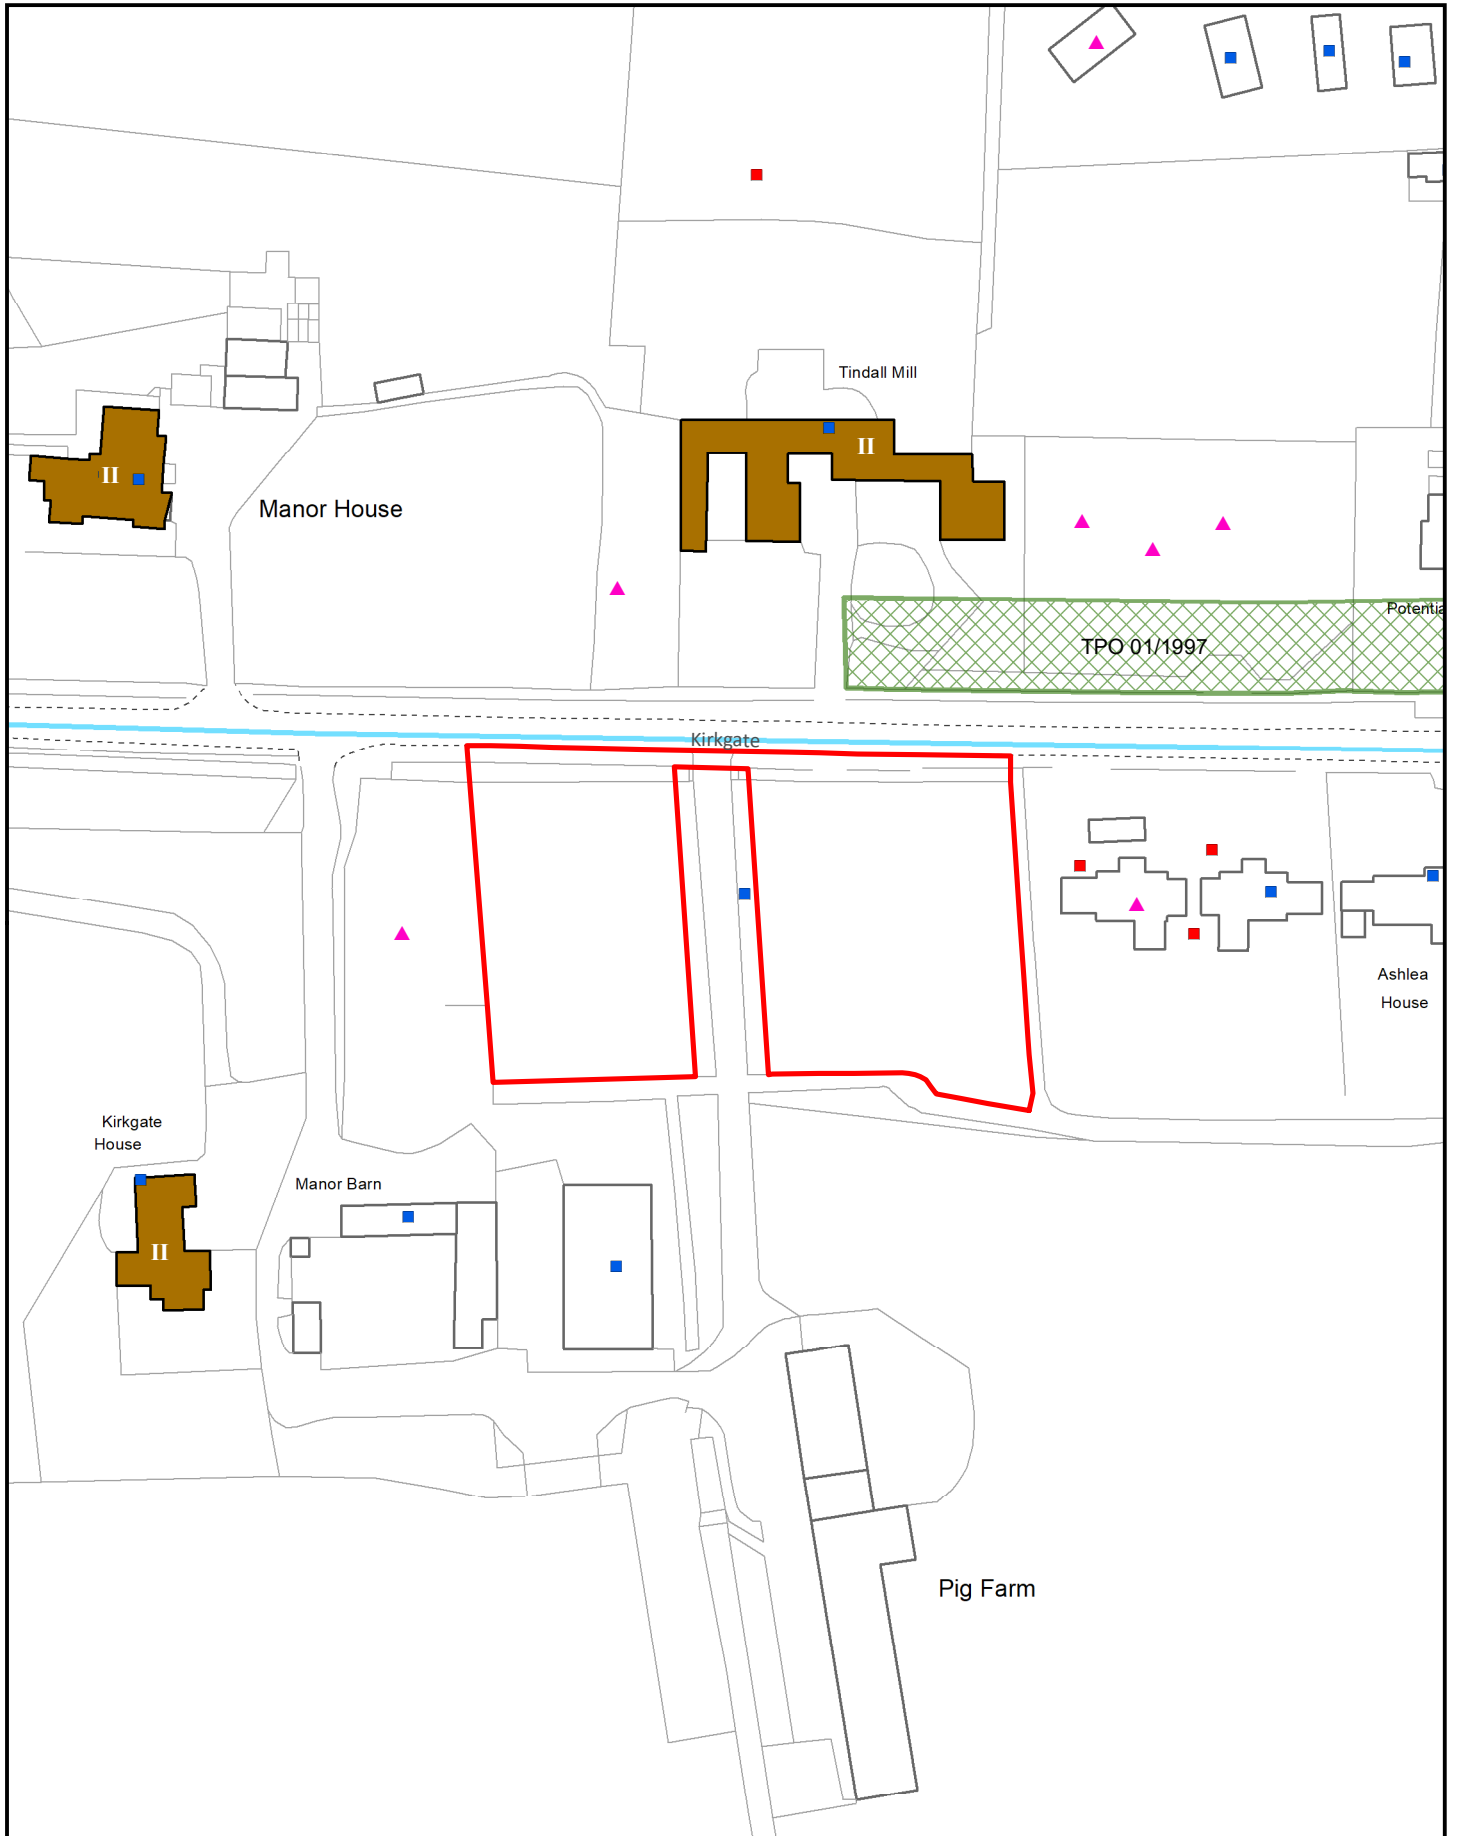 Tindall Mill
II
II
Manor House
Potentia
TPO 01/1997
Kirkgate
Ashlea
House
Kirkgate
House
Manor Barn
II
Pig Farm